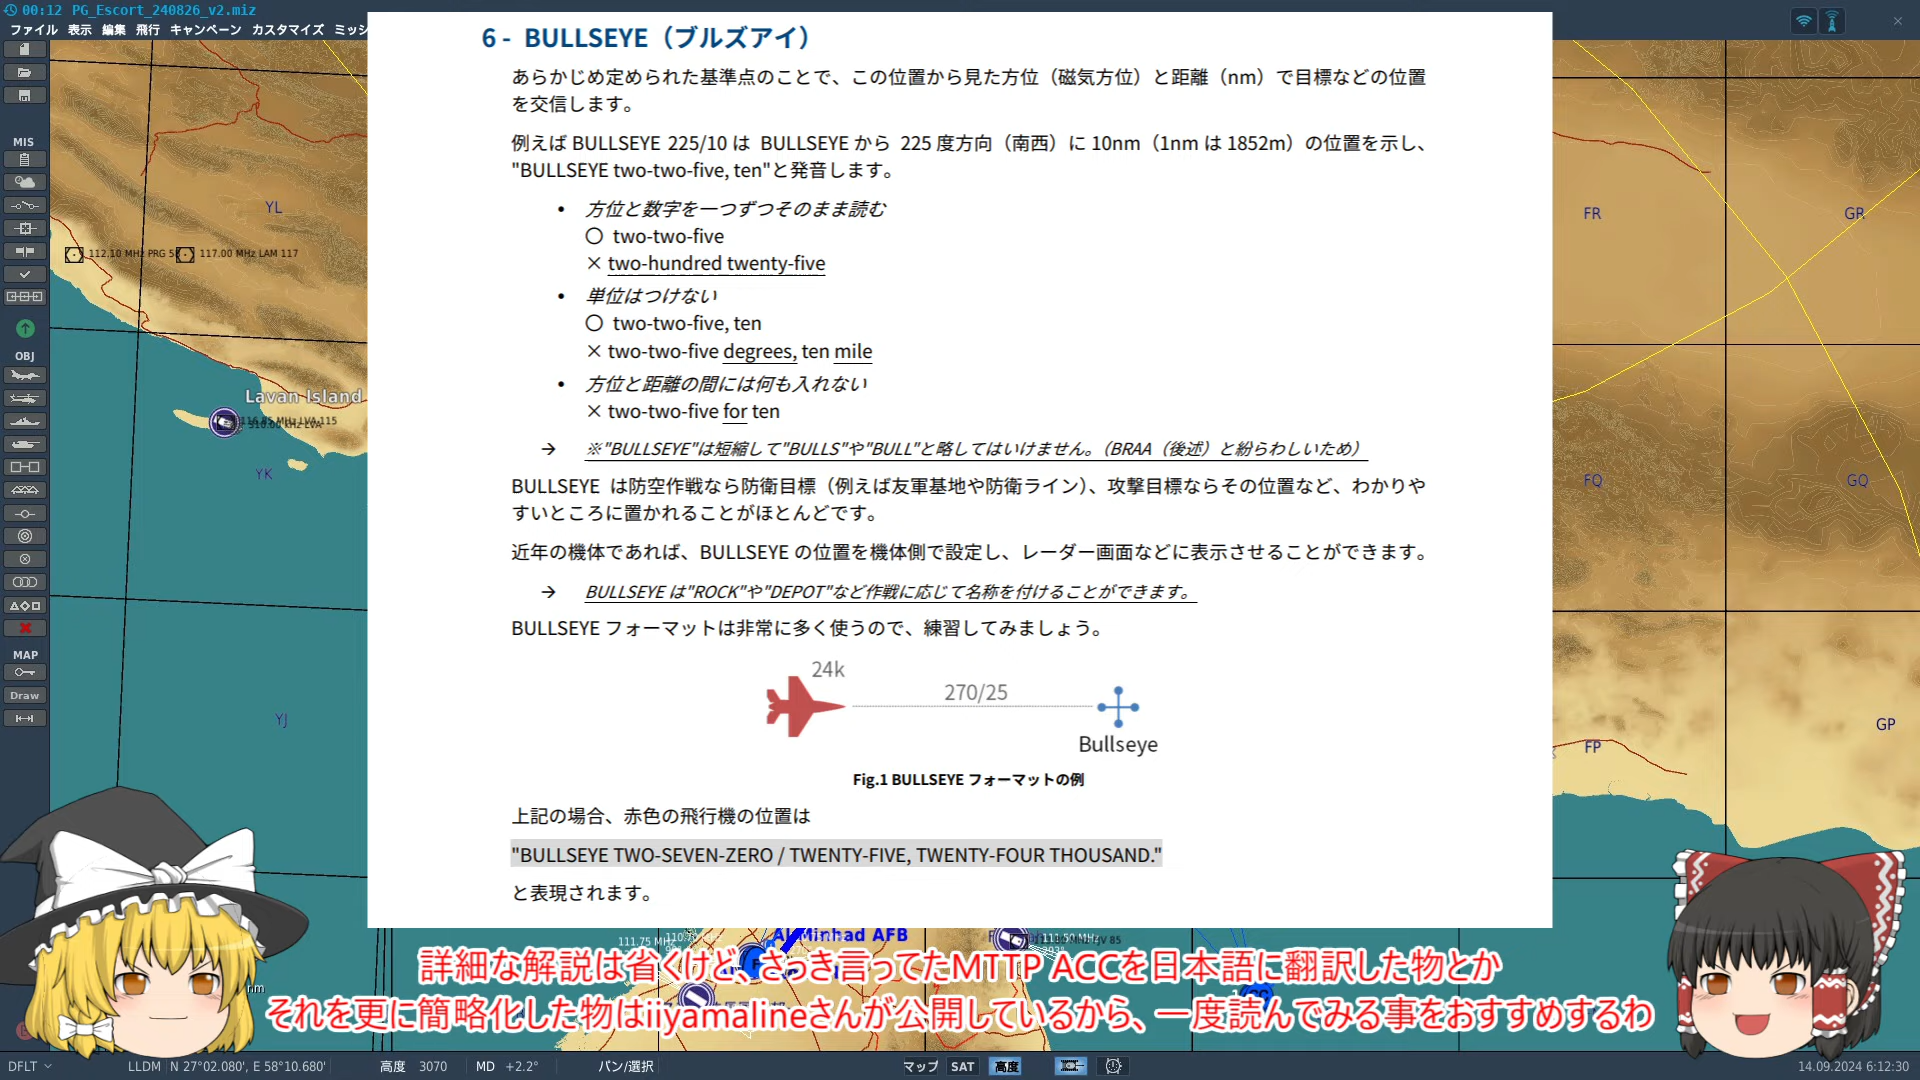 00:12 PG_Escort_240826_v2.miz
ファイル 表示 編集 飛行 キャンペーン カスタマイズ ミッシ
6 - BULLSEYE（ブルズアイ）
あらかじめ定められた基準点のことで、この位置から見た方位（磁気方位）と距離（nm）で目標などの位置
を交信します。
例えば BULLSEYE 225/10 は BULLSEYE から 225 度方向（南西）に 10nm（1nm は 1852m）の位置を示し、
"BULLSEYE two-two-five, ten"と発音します。
• 方位と数字を一つずつそのまま読む
〇 two-two-five
× two-hundred twenty-five
• 単位はつけない
〇 two-two-five, ten
× two-two-five degrees, ten mile
• 方位と距離の間には何も入れない
× two-two-five for ten
→ ※"BULLSEYE"は短縮して"BULLS"や"BULL"と略してはいけません。（BRAA（後述）と紛らわしいため）
BULLSEYE は防空作戦なら防衛目標（例えば友軍基地や防衛ライン）、攻撃目標ならその位置など、わかりや
すいところに置かれることがほとんどです。
近年の機体であれば、BULLSEYE の位置を機体側で設定し、レーダー画面などに表示させることができます。
→ BULLSEYE は"ROCK"や"DEPOT"など作戦に応じて名称を付けることができます。
BULLSEYE フォーマットは非常に多く使うので、練習してみましょう。
24k
270/25
Bullseye
Fig.1 BULLSEYE フォーマットの例
上記の場合、赤色の飛行機の位置は
"BULLSEYE TWO-SEVEN-ZERO / TWENTY-FIVE, TWENTY-FOUR THOUSAND."
と表現されます。
MIS
OBJ
MAP
Draw
YL
112.10 MHz PRG 5
117.00 MHz LAM 117
Lavan Island
116.85 MHz LVA 115
310.00 kHz LVA
YK
YJ
FR
GR
FQ
GQ
FP
GP
111.75 MHz
Al Minhad AFB
111.50 MHz
nm
詳細な解説は省くけど、さっき言ってたMTTP ACCを日本語に翻訳した物とか
それを更に簡略化した物はiiyamalineさんが公開しているから、一度読んでみる事をおすすめするわ
DFLT
LLDM N 27°02.080', E 58°10.680'
高度 3070
MD +2.2°
パン/選択
マップ SAT 高度
14.09.2024 6:12:30